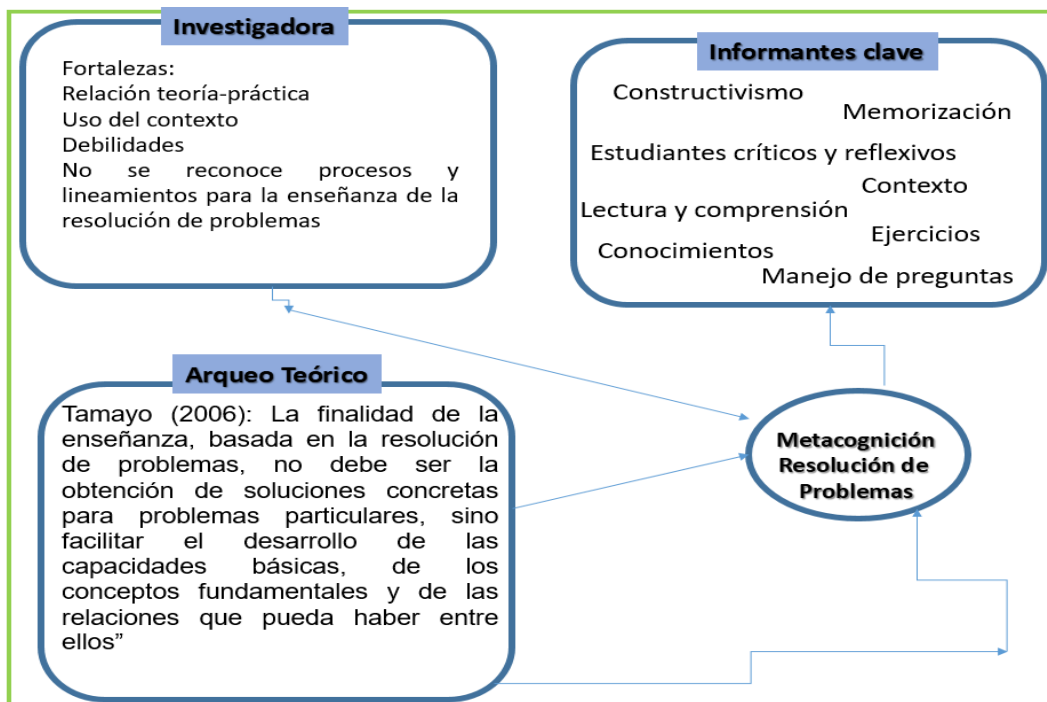 Investigadora
Fortalezas:
Relación teoría-práctica
Uso del contexto
Debilidades
No se reconoce procesos y
lineamientos para la enseñanza de la
resolución de problemas
Informantes clave
Constructivismo
Memorización
Estudiantes críticos y reflexivos
Contexto
Lectura y comprensión
Ejercicios
Conocimientos
Manejo de preguntas
Arqueo Teórico
Tamayo (2006): La finalidad de la
enseñanza, basada en la resolución
de problemas, no debe ser la
obtención de soluciones concretas
para problemas particulares, sino
facilitar el desarrollo de las
capacidades básicas, de los
conceptos fundamentales y de las
relaciones que pueda haber entre
ellos”
Metacognición
Resolución de
Problemas